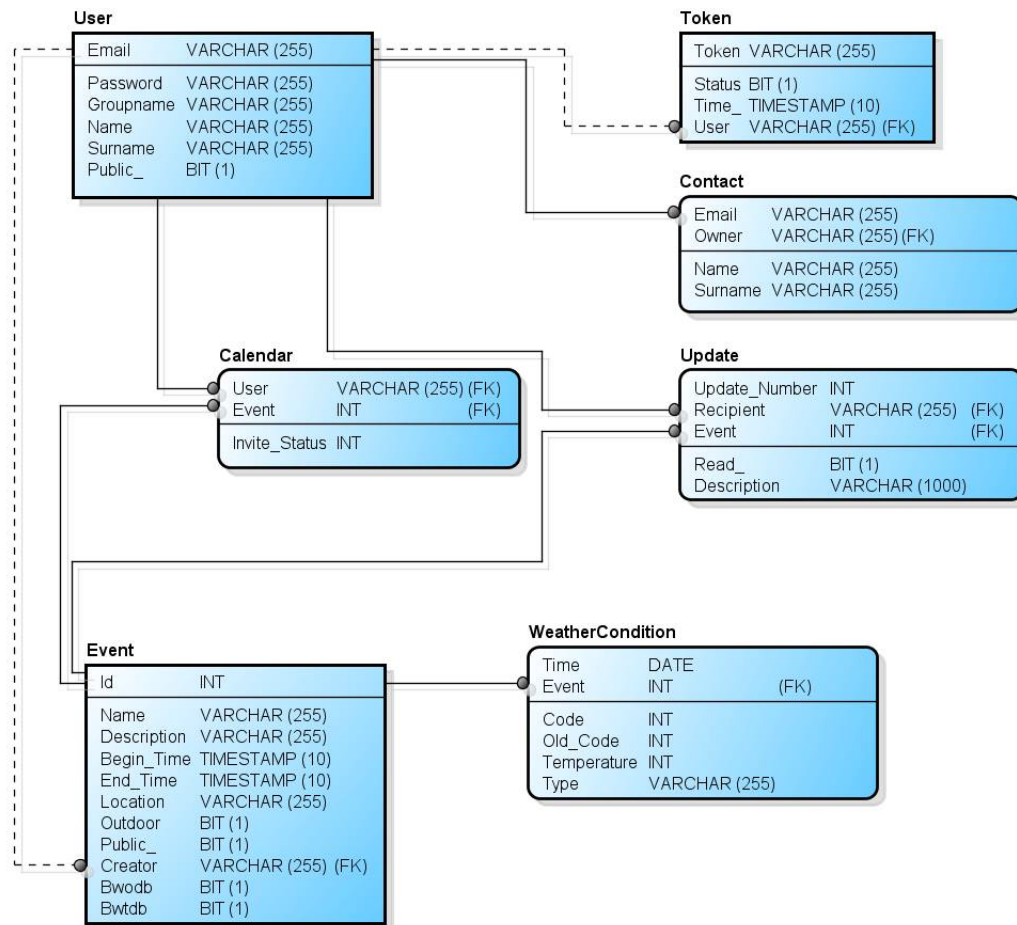 User
Email VARCHAR (255)
Password VARCHAR (255)
Groupname VARCHAR (255)
Name VARCHAR (255)
Surname VARCHAR (255)
Public_ BIT (1)
Token
Token VARCHAR (255)
Status BIT (1)
Time_ TIMESTAMP (10)
User VARCHAR (255) (FK)
Contact
Email VARCHAR (255)
Owner VARCHAR (255) (FK)
Name VARCHAR (255)
Surname VARCHAR (255)
Calendar
User VARCHAR (255) (FK)
Event INT (FK)
Invite_Status INT
Update
Update_Number INT
Recipient VARCHAR (255) (FK)
Event INT (FK)
Read_ BIT (1)
Description VARCHAR (1000)
Event
Id INT
Name VARCHAR (255)
Description VARCHAR (255)
Begin_Time TIMESTAMP (10)
End_Time TIMESTAMP (10)
Location VARCHAR (255)
Outdoor BIT (1)
Public_ BIT (1)
Creator VARCHAR (255) (FK)
Bwodb BIT (1)
Bwtdb BIT (1)
WeatherCondition
Time DATE
Event INT (FK)
Code INT
Old_Code INT
Temperature INT
Type VARCHAR (255)